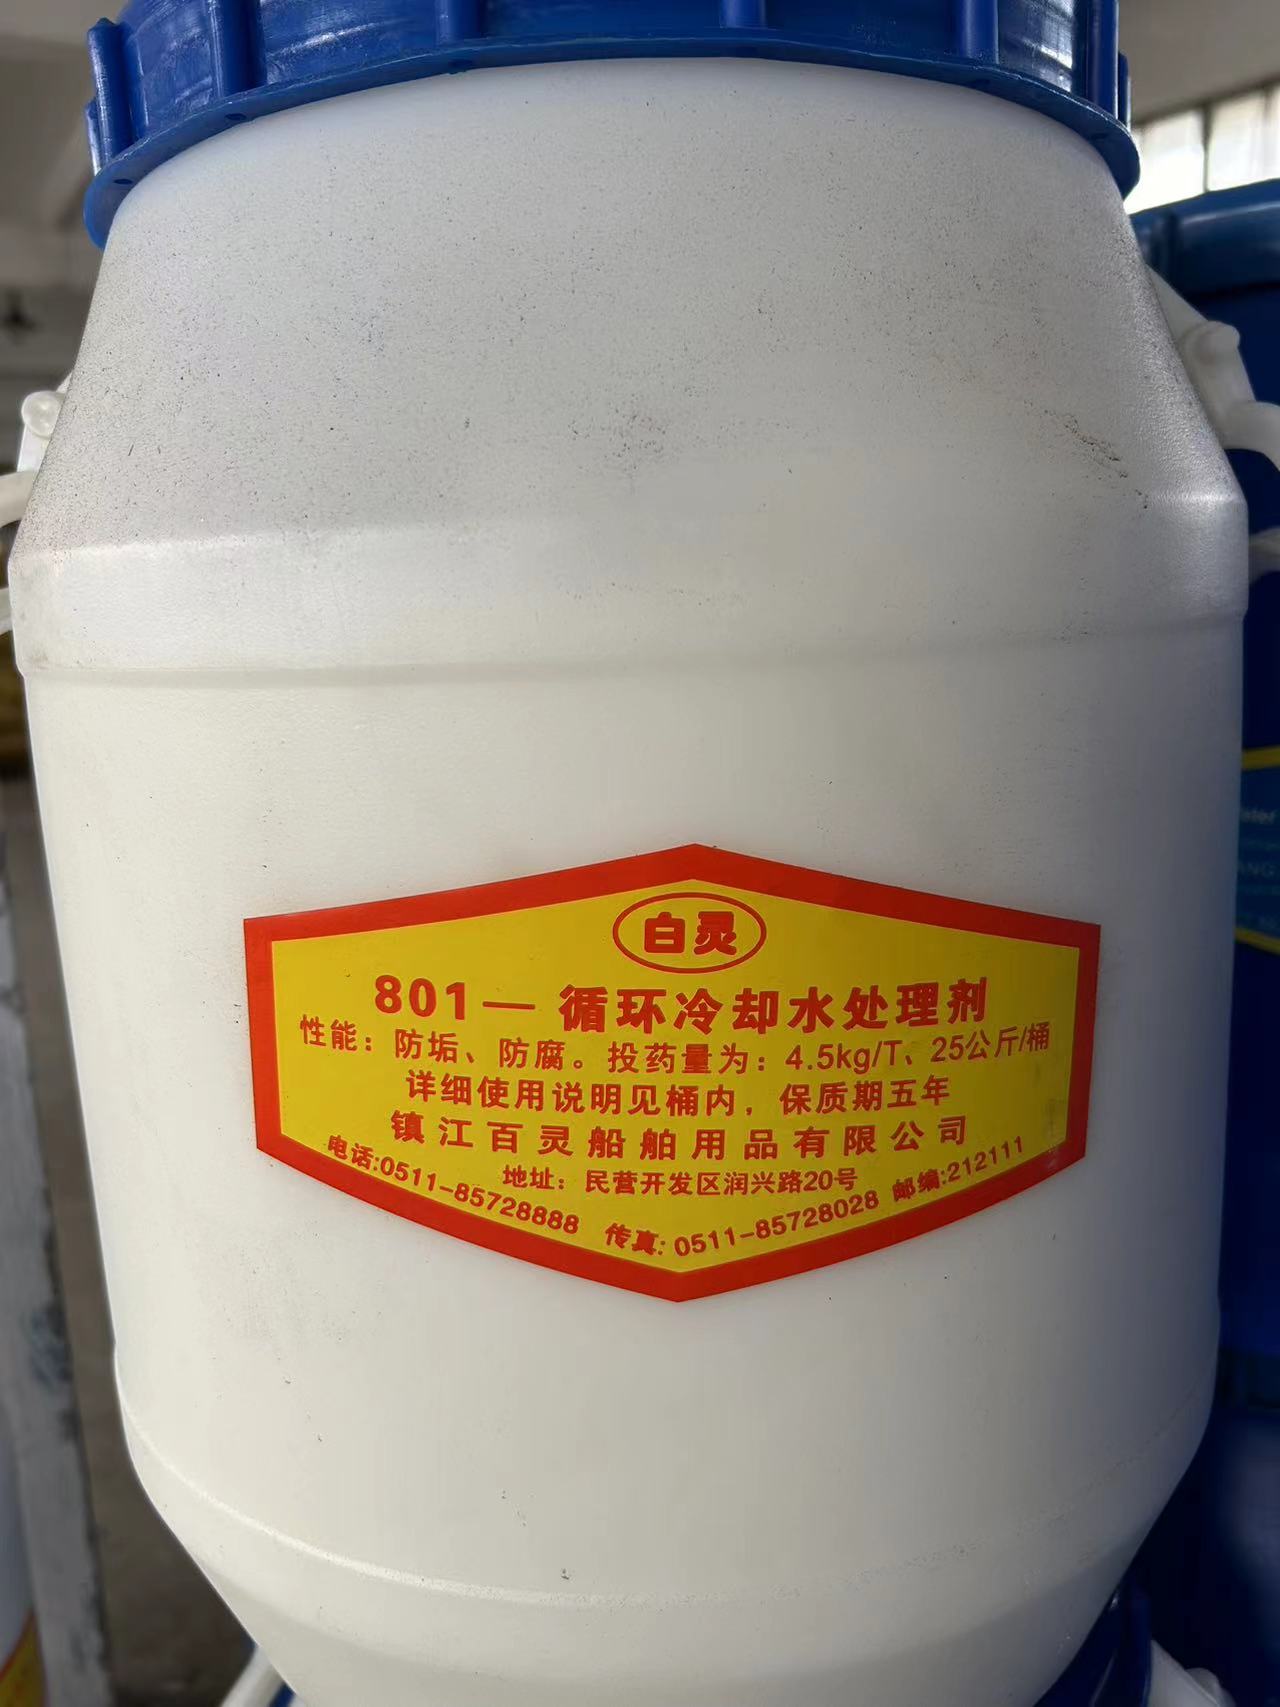 白灵
801— 循环冷却水处理剂
性能：防垢、防腐。投药量为：4.5kg/T、25公斤/桶
详细使用说明见桶内，保质期五年
镇江百灵船舶用品有限公司
地址：民营开发区润兴路20号
电话:0511-85728888 传真: 0511-85728028 邮编:212111